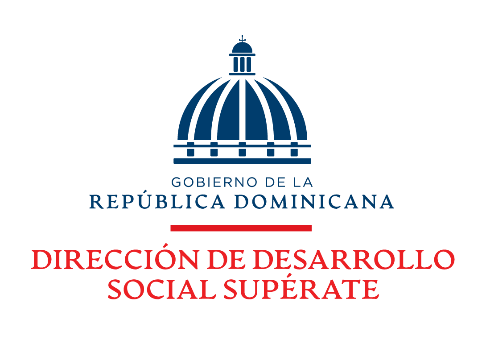 GOBIERNO DE LA
REPÚBLICA DOMINICANA
DIRECCIÓN DE DESARROLLO
SOCIAL SUPÉRATE